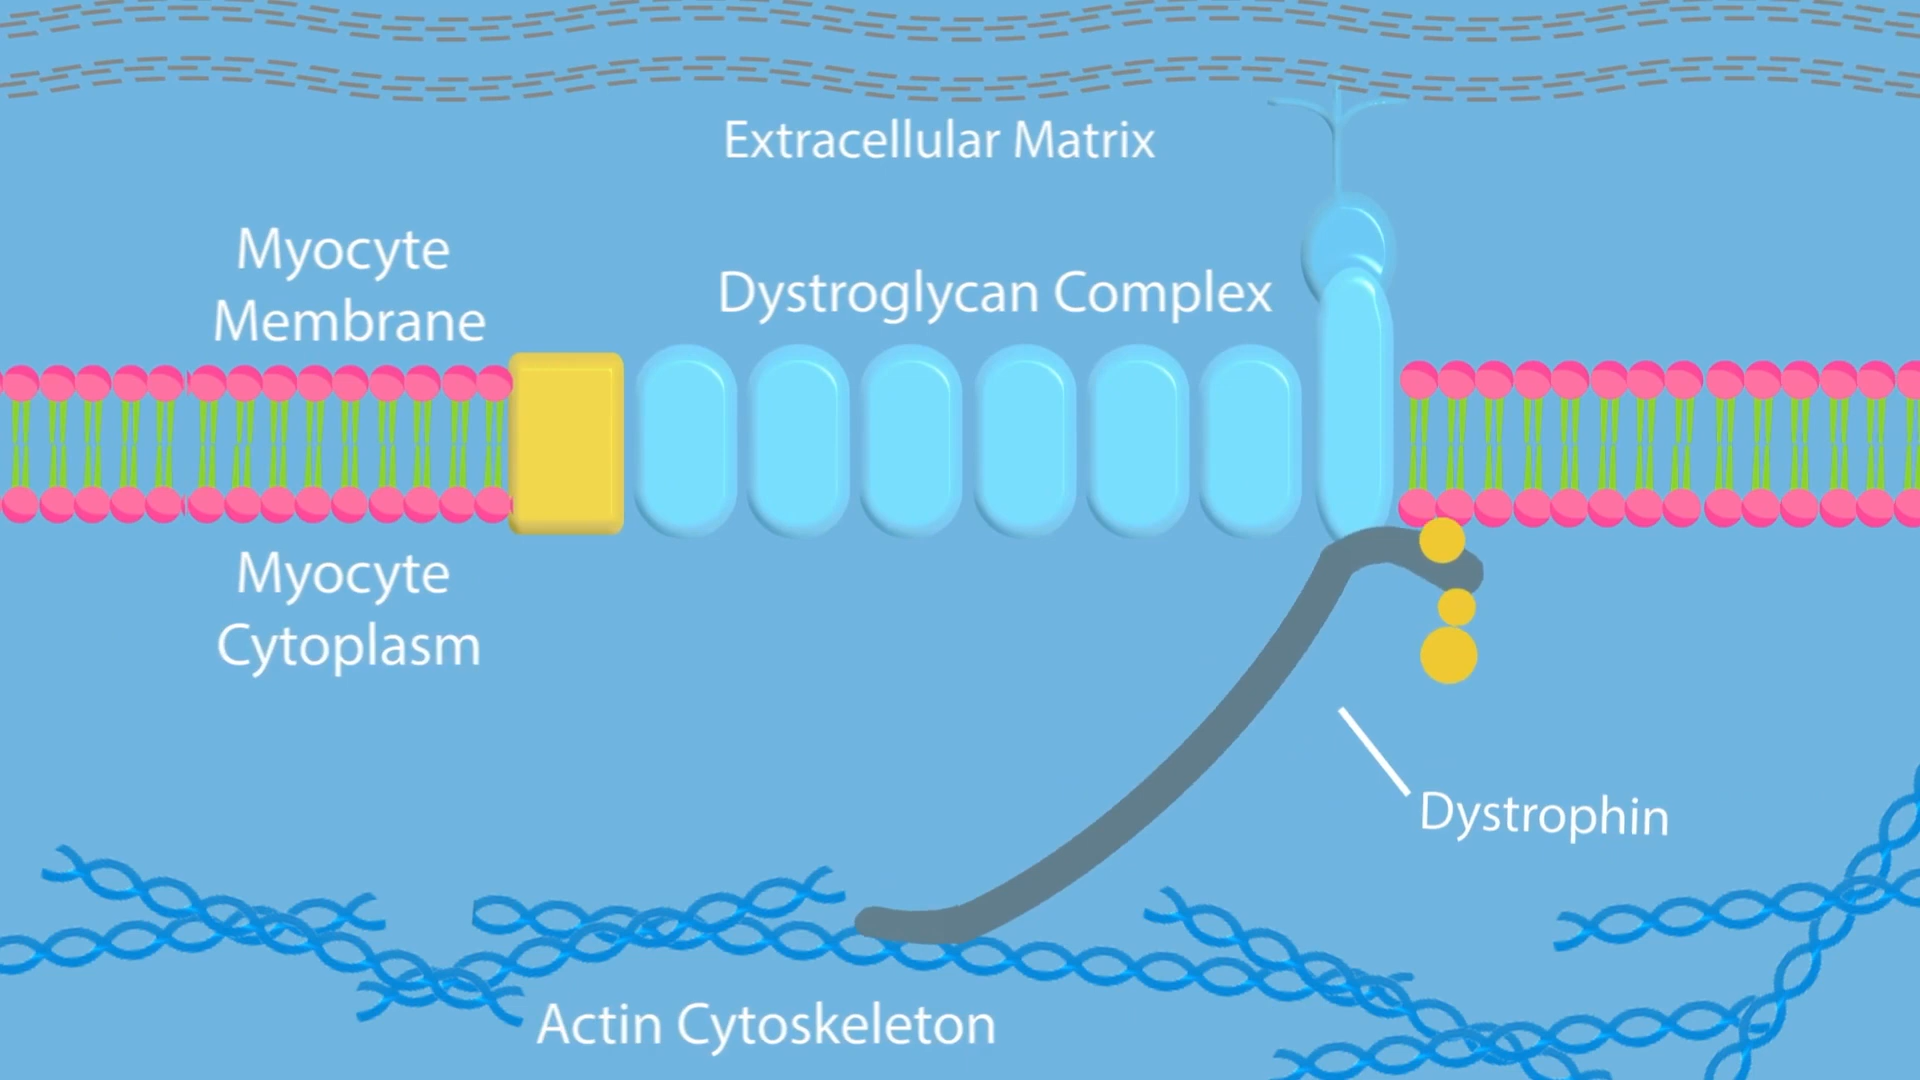 Extracellular Matrix
Myocyte
Membrane
Dystroglycan Complex
Myocyte
Cytoplasm
Dystrophin
Actin Cytoskeleton